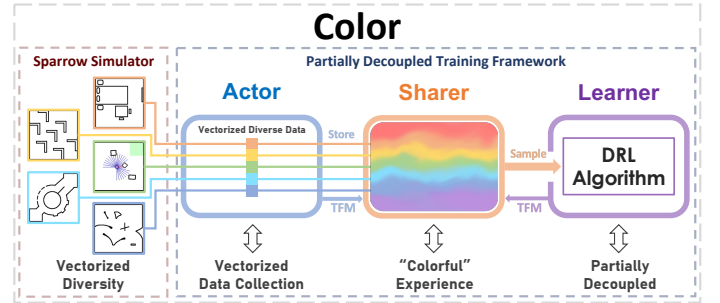 Color
Sparrow Simulator
Partially Decoupled Training Framework
Actor
Sharer
Learner
Vectorized Diverse Data
Store
Sample
DRL
Algorithm
TFM
TFM
Vectorized
Diversity
Vectorized
Data Collection
“Colorful”
Experience
Partially
Decoupled